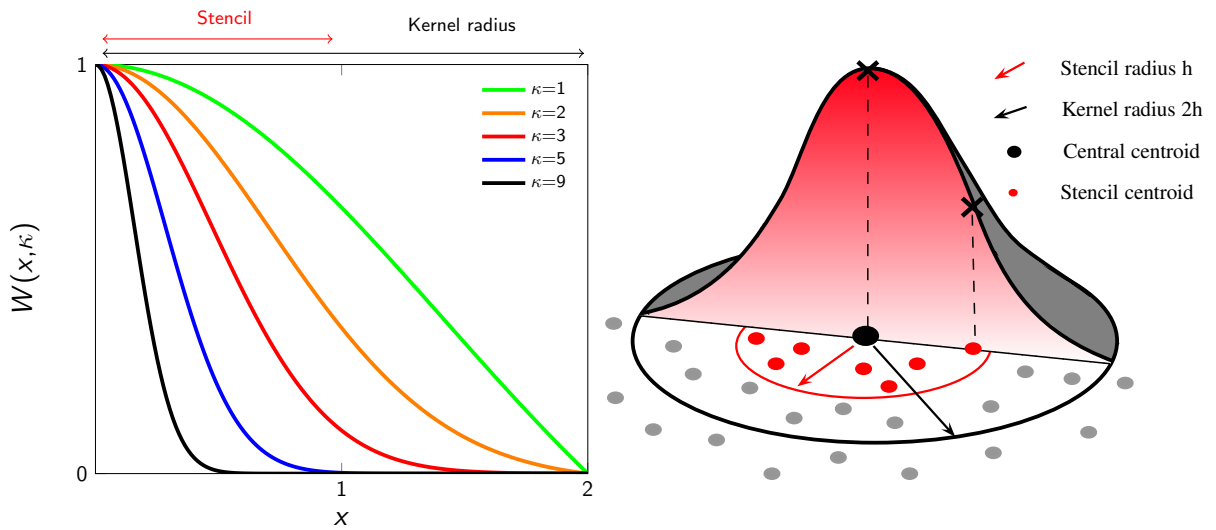 Stencil
Kernel radius
1
κ=1
κ=2
κ=3
κ=5
κ=9
W(x,κ)
0
1
2
x
Stencil radius h
Kernel radius 2h
Central centroid
Stencil centroid